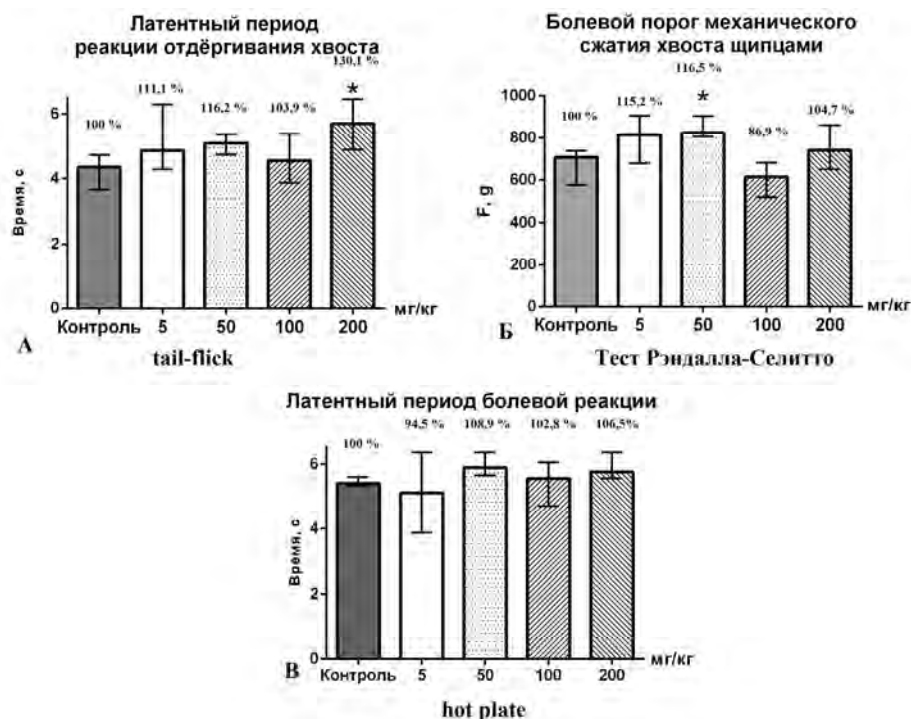 Латентный период
реакции отдёргивания хвоста
130,1 %
111,1 %
116,2 %
103,9 %
100 %
*
Время, с
6
4
2
0
Контроль
5
50
100
200
мг/кг
А
tail-flick
Болевой порог механического
сжатия хвоста щипцами
116,5 %
115,2 %
104,7 %
100 %
86,9 %
*
F, g
1000
800
600
400
200
0
Контроль
5
50
100
200
мг/кг
Б
Тест Рэндалла-Селитто
Латентный период болевой реакции
94,5 %
108,9 %
102,8 %
106,5%
100 %
Время, с
6
4
2
0
Контроль
5
50
100
200
мг/кг
В
hot plate